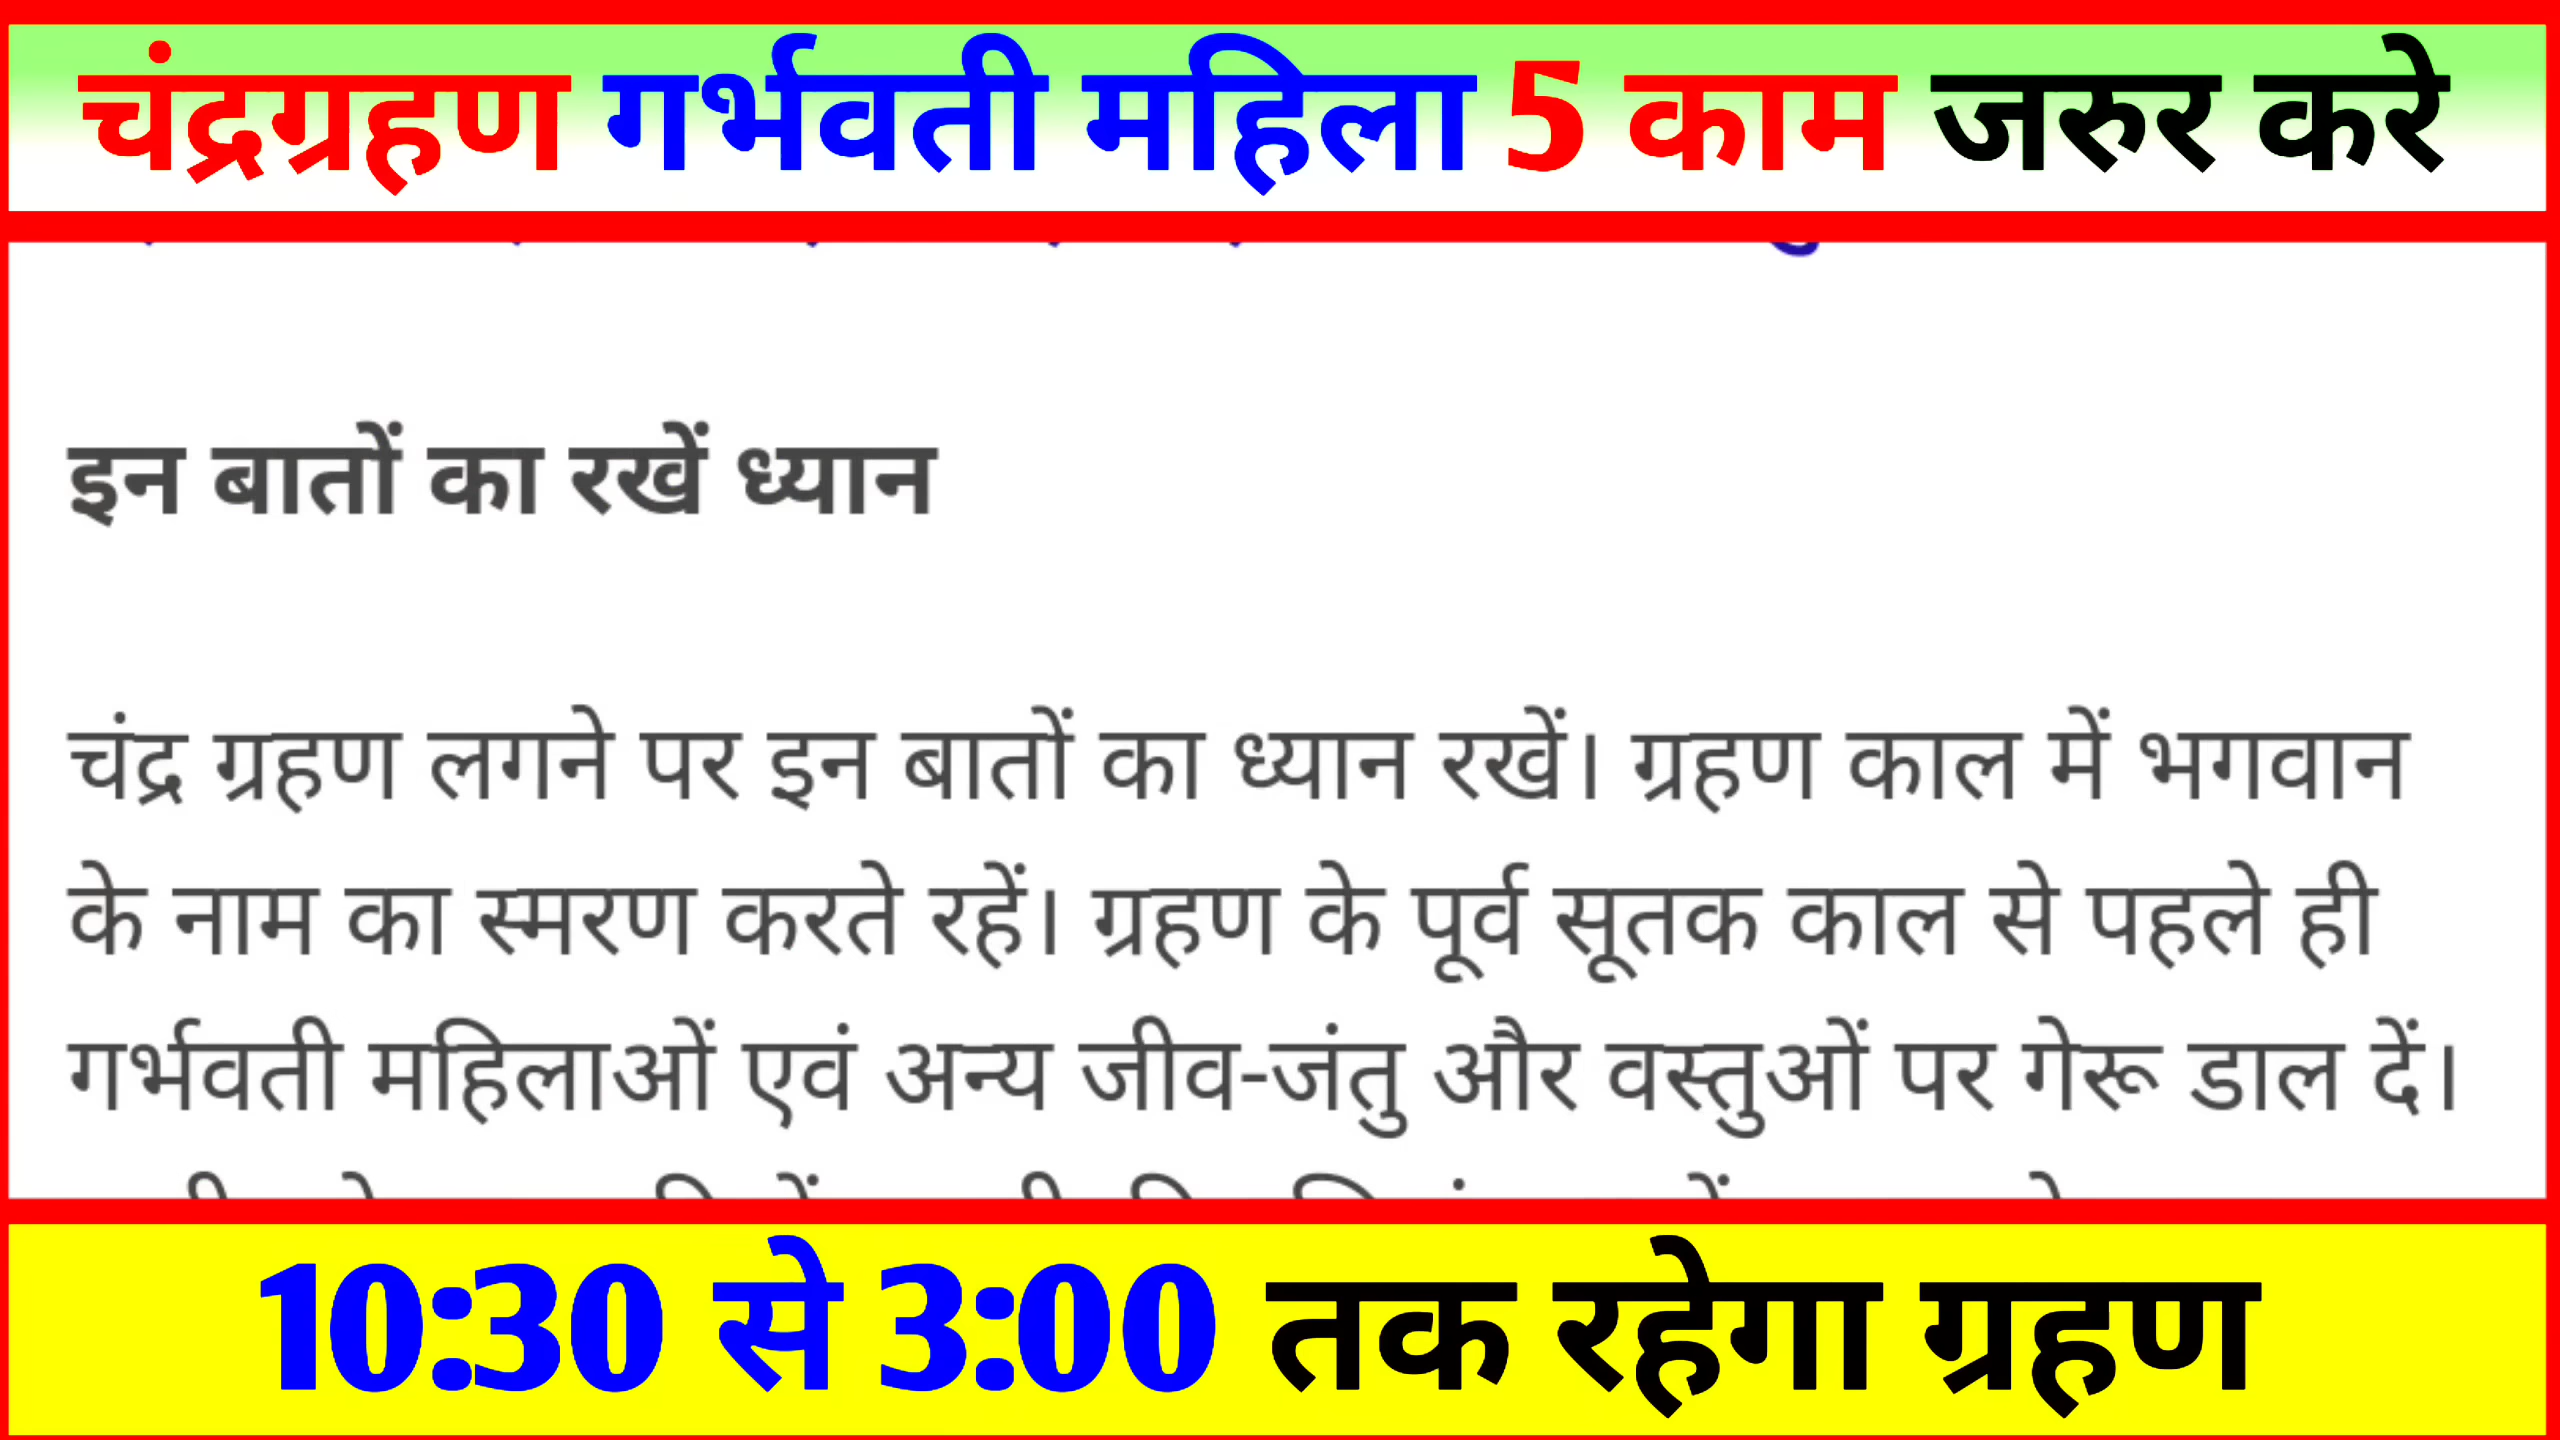 चंद्रग्रहण गर्भवती महिला 5 काम जरुर करे
इन बातों का रखें ध्यान
चंद्र ग्रहण लगने पर इन बातों का ध्यान रखें। ग्रहण काल में भगवान
के नाम का स्मरण करते रहें। ग्रहण के पूर्व सूतक काल से पहले ही
गर्भवती महिलाओं एवं अन्य जीव-जंतु और वस्तुओं पर गेरू डाल दें।
10:30 से 3:00 तक रहेगा ग्रहण